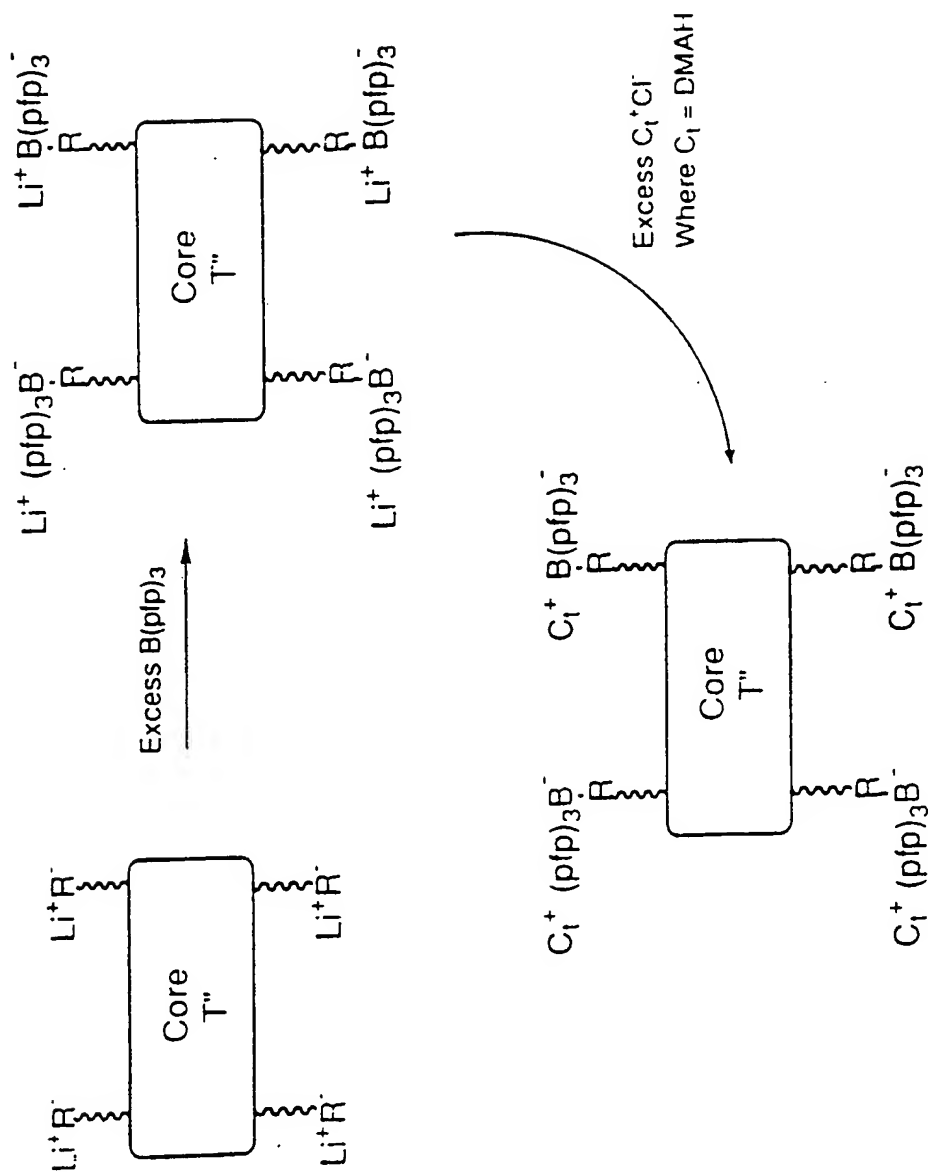 Li⁺R⁻ Li⁺R⁻
Core
T"
Li⁺R⁻ Li⁺R⁻
Excess B(pfp)₃
Li⁺ (pfp)₃B⁻ Li⁺ B(pfp)₃⁻
R R
Core
T"
R R
Li⁺ (pfp)₃B⁻ Li⁺ B(pfp)₃⁻
Excess Cₜ⁺Cl⁻
Where Cₜ = DMAH
Cₜ⁺ (pfp)₃B⁻ Cₜ⁺ B(pfp)₃⁻
R R
Core
T"
R R
Cₜ⁺ (pfp)₃B⁻ Cₜ⁺ B(pfp)₃⁻